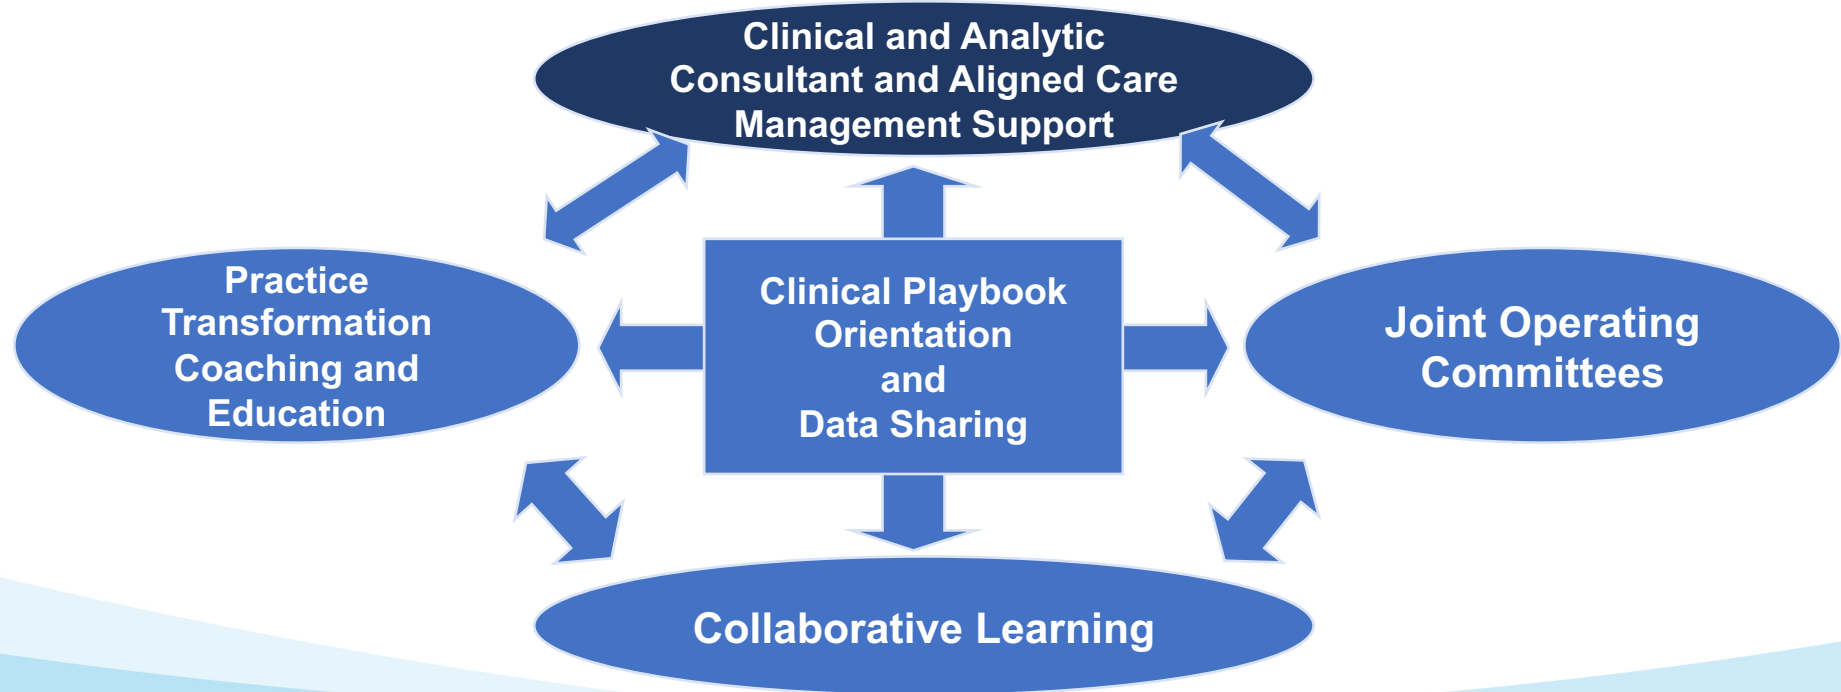 Clinical and Analytic
Consultant and Aligned Care
Management Support
Practice
Transformation
Coaching and
Education
Clinical Playbook
Orientation
and
Data Sharing
Joint Operating
Committees
Collaborative Learning